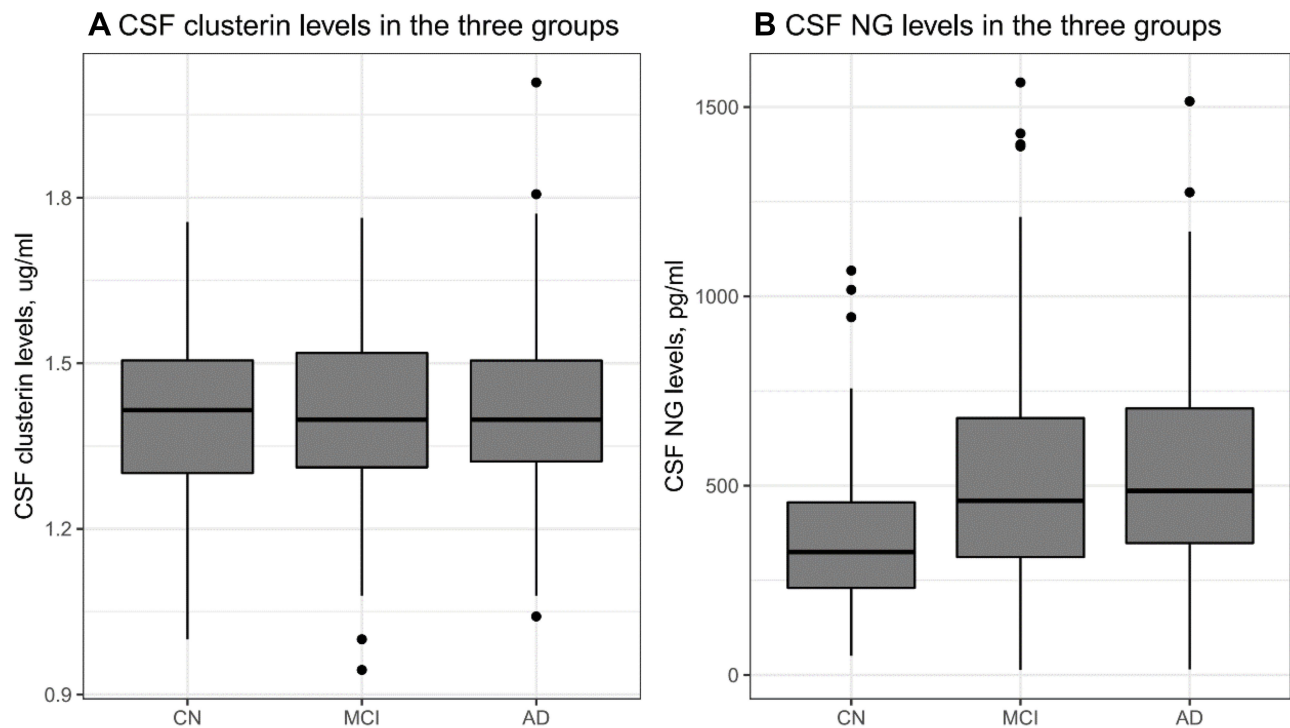 A CSF clusterin levels in the three groups
CSF clusterin levels, ug/ml
1.8
1.5
1.2
0.9
CN MCI AD
B CSF NG levels in the three groups
CSF NG levels, pg/ml
1500
1000
500
0
CN MCI AD